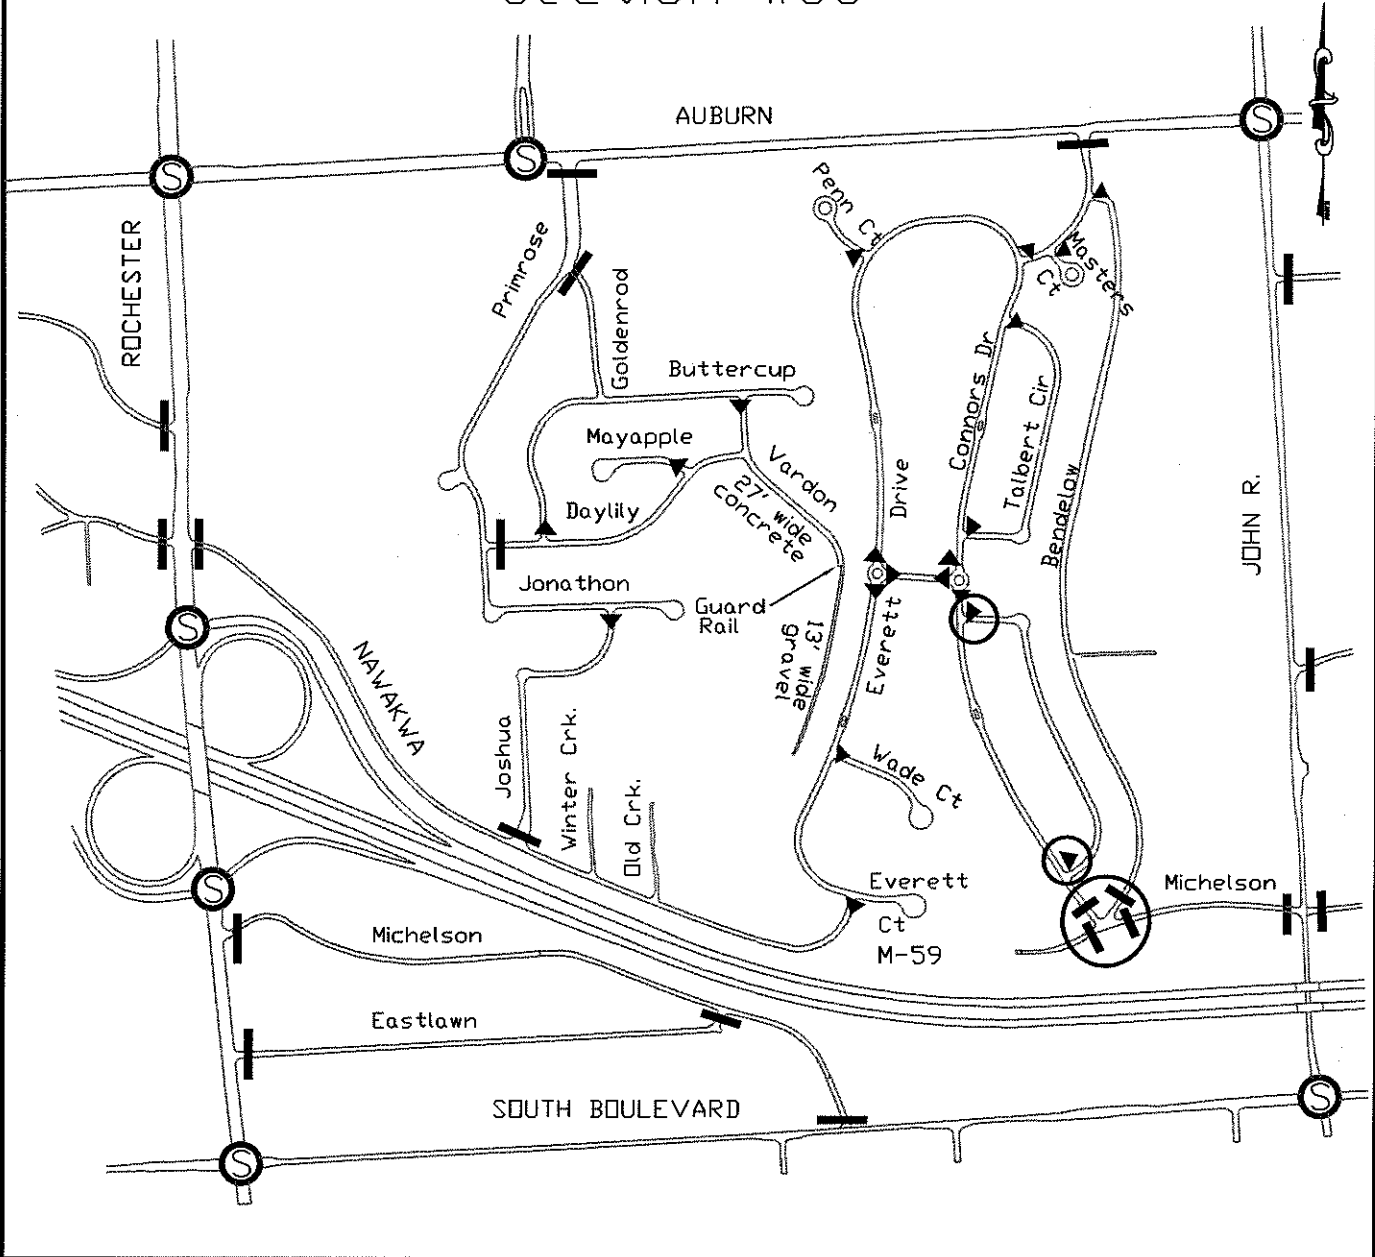 AUBURN
S
S
S
Penn Ct
ROCHESTER
Primrose
Goldenrod
Masters
Ct
Buttercup
Connors Dr
Talbert Cir
Mayapple
Vardon
27' wide
concrete
Drive
Bendelow
JOHN R.
Daylily
Jonathon
Guard
Rail
13' wide
gravel
Everett
S
NAWAKWA
Joshua
Winter Crk.
Old Crk.
Wade Ct
S
Everett
Ct
M-59
Michelson
Michelson
Eastlawn
SOUTH BOULEVARD
S
S